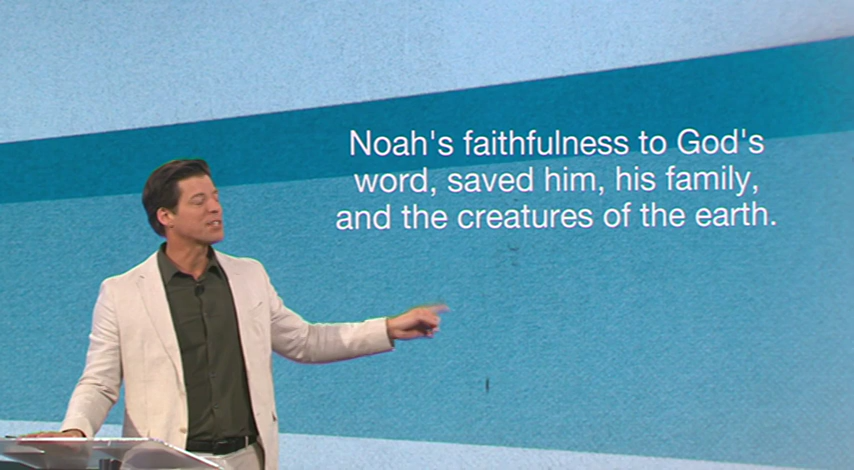 Noah's faithfulness to God's
word, saved him, his family,
and the creatures of the earth.